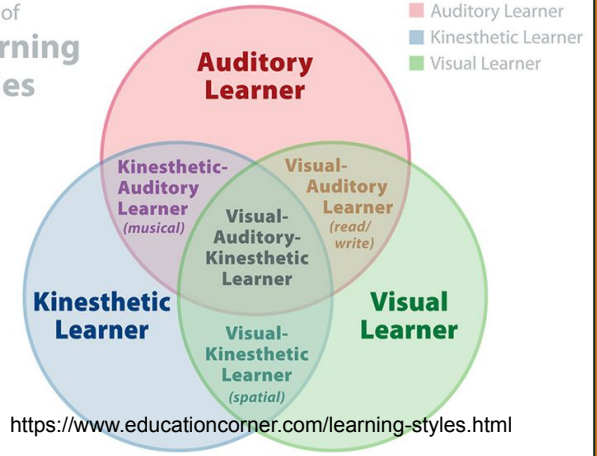 of
rning
es
Auditory Learner
Kinesthetic Learner
Visual Learner
Auditory
Learner
Kinesthetic-
Auditory
Learner
(musical)
Visual-
Auditory
Learner
(read/
write)
Visual-
Auditory-
Kinesthetic
Learner
Kinesthetic
Learner
Visual
Learner
Visual-
Kinesthetic
Learner
(spatial)
https://www.educationcorner.com/learning-styles.html